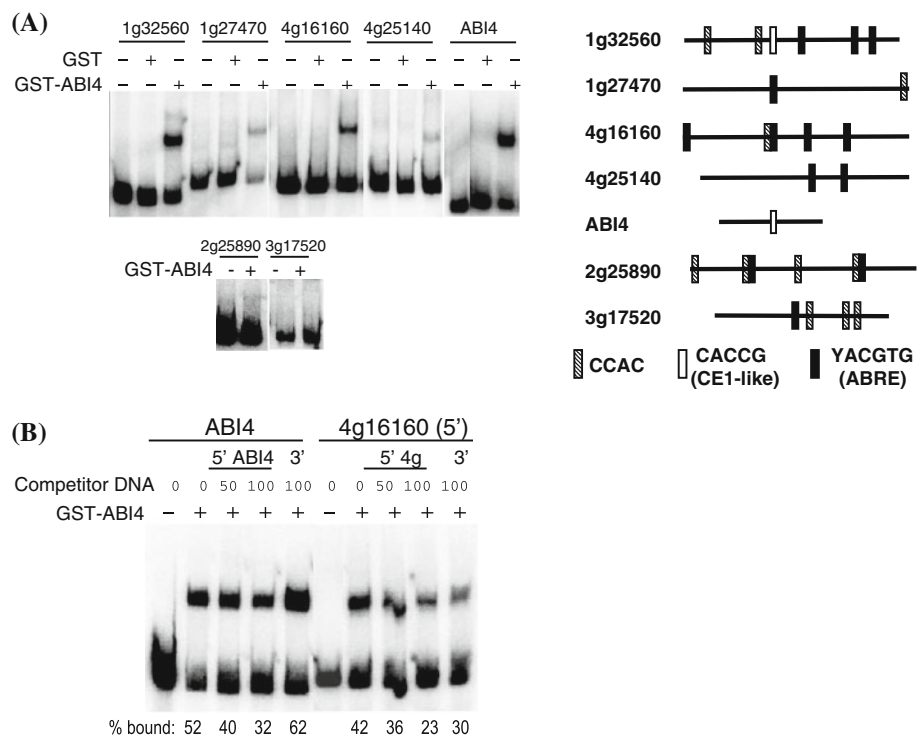 (A)
1g32560 1g27470 4g16160 4g25140 ABI4
GST - + - - + - - + - - + - - + -
GST-ABI4 - - + - - + - - + - - + - - +
2g25890 3g17520
GST-ABI4 - + - +
1g32560
1g27470
4g16160
4g25140
ABI4
2g25890
3g17520
CCAC CACCG (CE1-like) YACGTG (ABRE)
(B)
ABI4 4g16160 (5')
5' ABI4 3' 5' 4g 3'
Competitor DNA 0 0 50 100 100 0 0 50 100 100
GST-ABI4 - + + + + - + + + +
% bound: 52 40 32 62 42 36 23 30